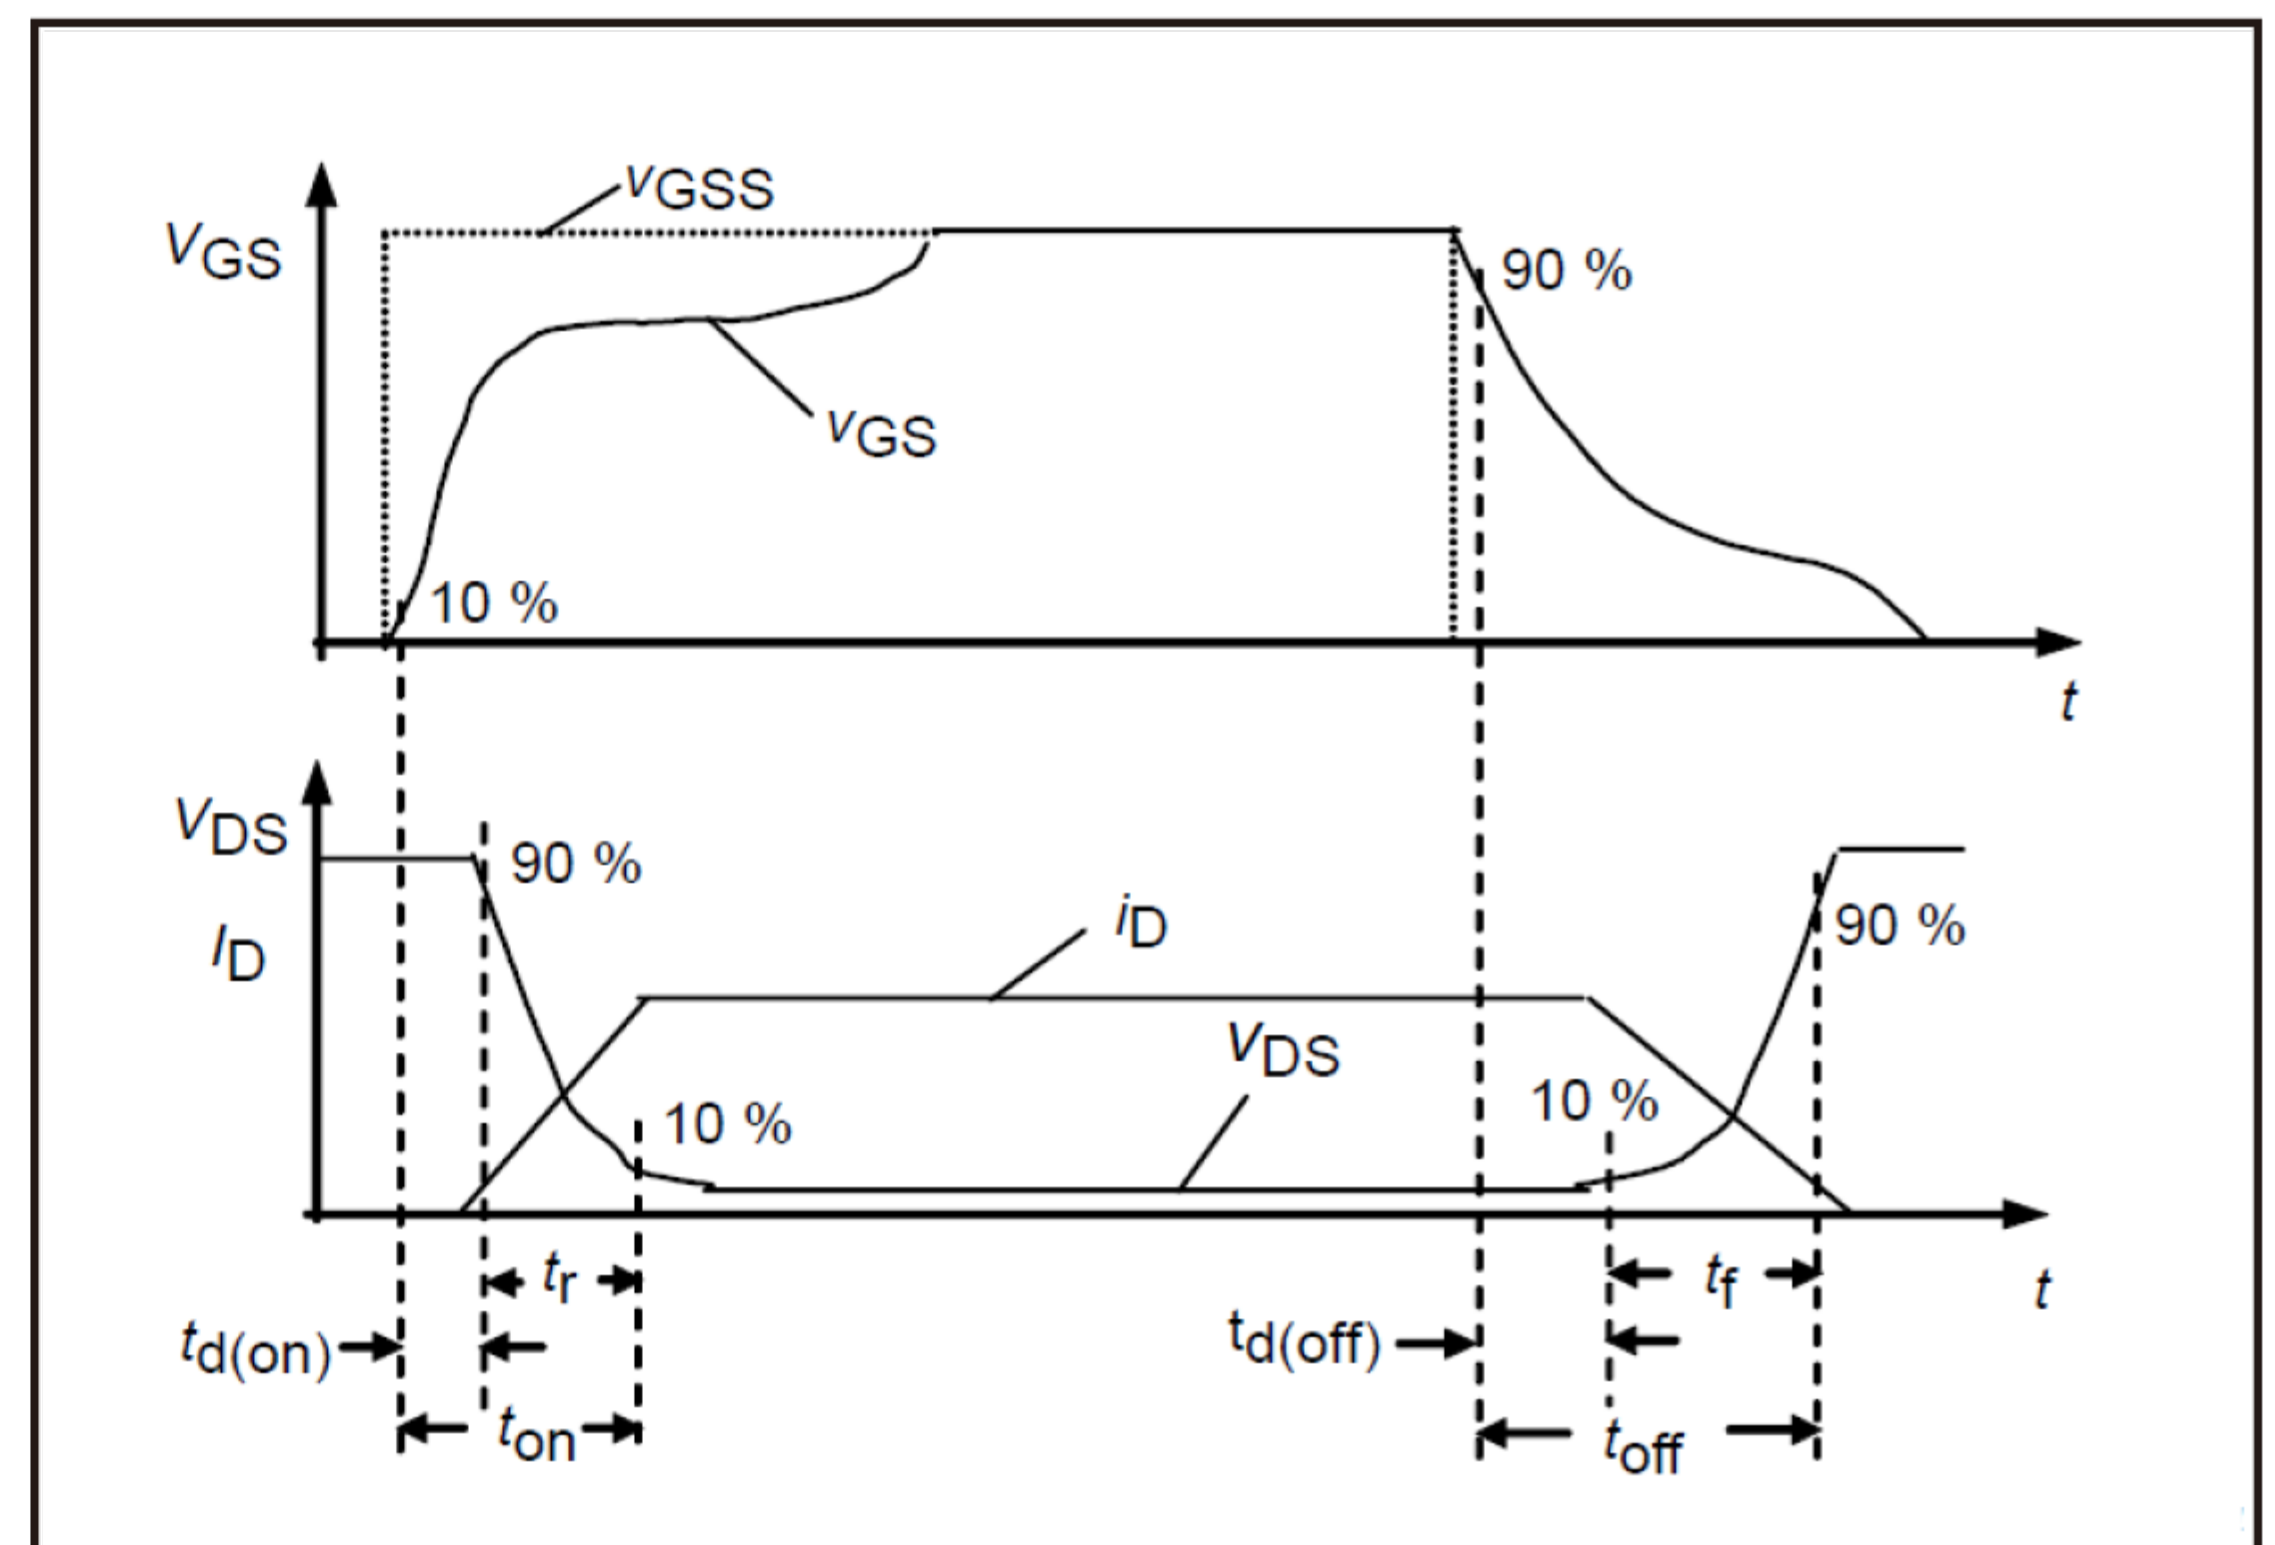 vGSS
VGS
90 %
vGS
10 %
t
VDS
90 %
iD
90 %
ID
VDS
10 %
10 %
tr
tf
t
td(on)
td(off)
ton
toff